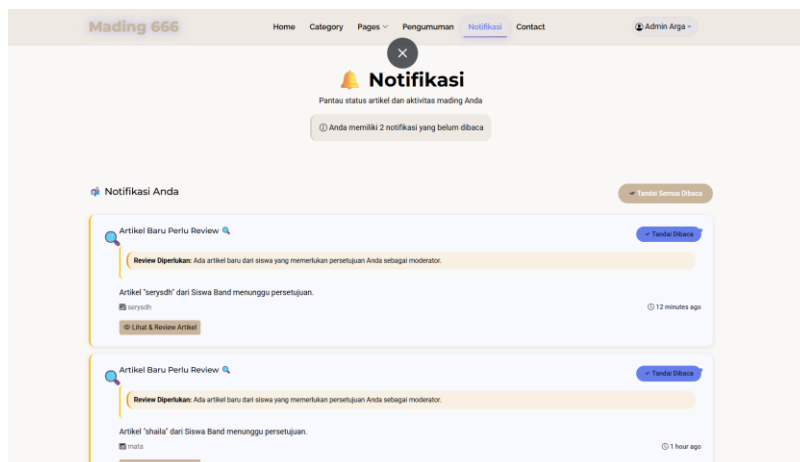 Mading 666
Home Category Pages Pengumuman Notifikasi Contact
Admin Arga
Notifikasi
Pantau status artikel dan aktivitas mading Anda
Anda memiliki 2 notifikasi yang belum dibaca
Notifikasi Anda
Tandai Semua Dibaca
Artikel Baru Perlu Review
Tandai Dibaca
Review Diperlukan: Ada artikel baru dari siswa yang memerlukan persetujuan Anda sebagai moderator.
Artikel "serysdh" dari Siswa Band menunggu persetujuan.
serysdh
12 minutes ago
Lihat & Review Artikel
Artikel Baru Perlu Review
Tandai Dibaca
Review Diperlukan: Ada artikel baru dari siswa yang memerlukan persetujuan Anda sebagai moderator.
Artikel "shaila" dari Siswa Band menunggu persetujuan.
mata
1 hour ago